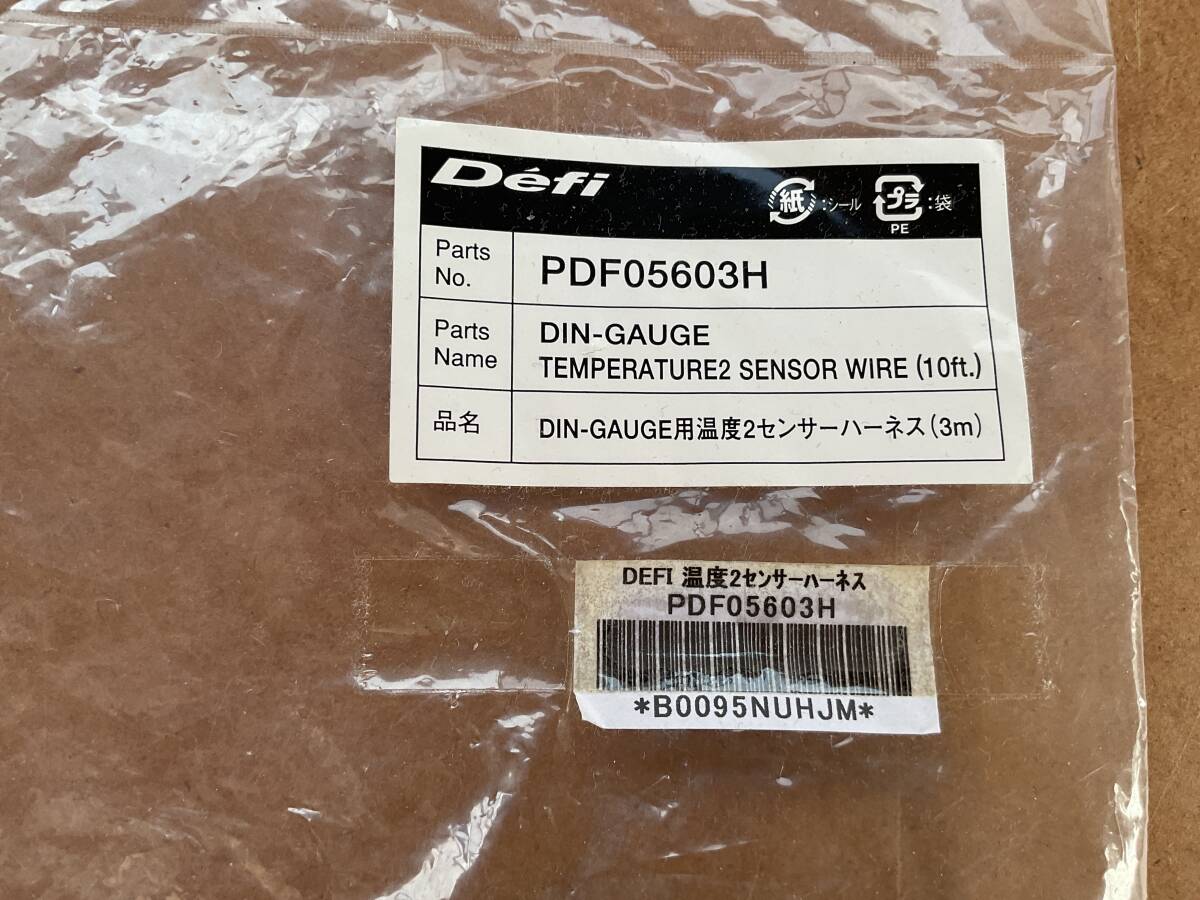 Défi
紙:シール
プラ:袋
PE
Parts No.
PDF05603H
Parts Name
DIN-GAUGE
TEMPERATURE2 SENSOR WIRE (10ft.)
品名
DIN-GAUGE用温度2センサーハーネス(3m)
DEFI 温度2センサーハーネス
PDF05603H
*B0095NUHJM*